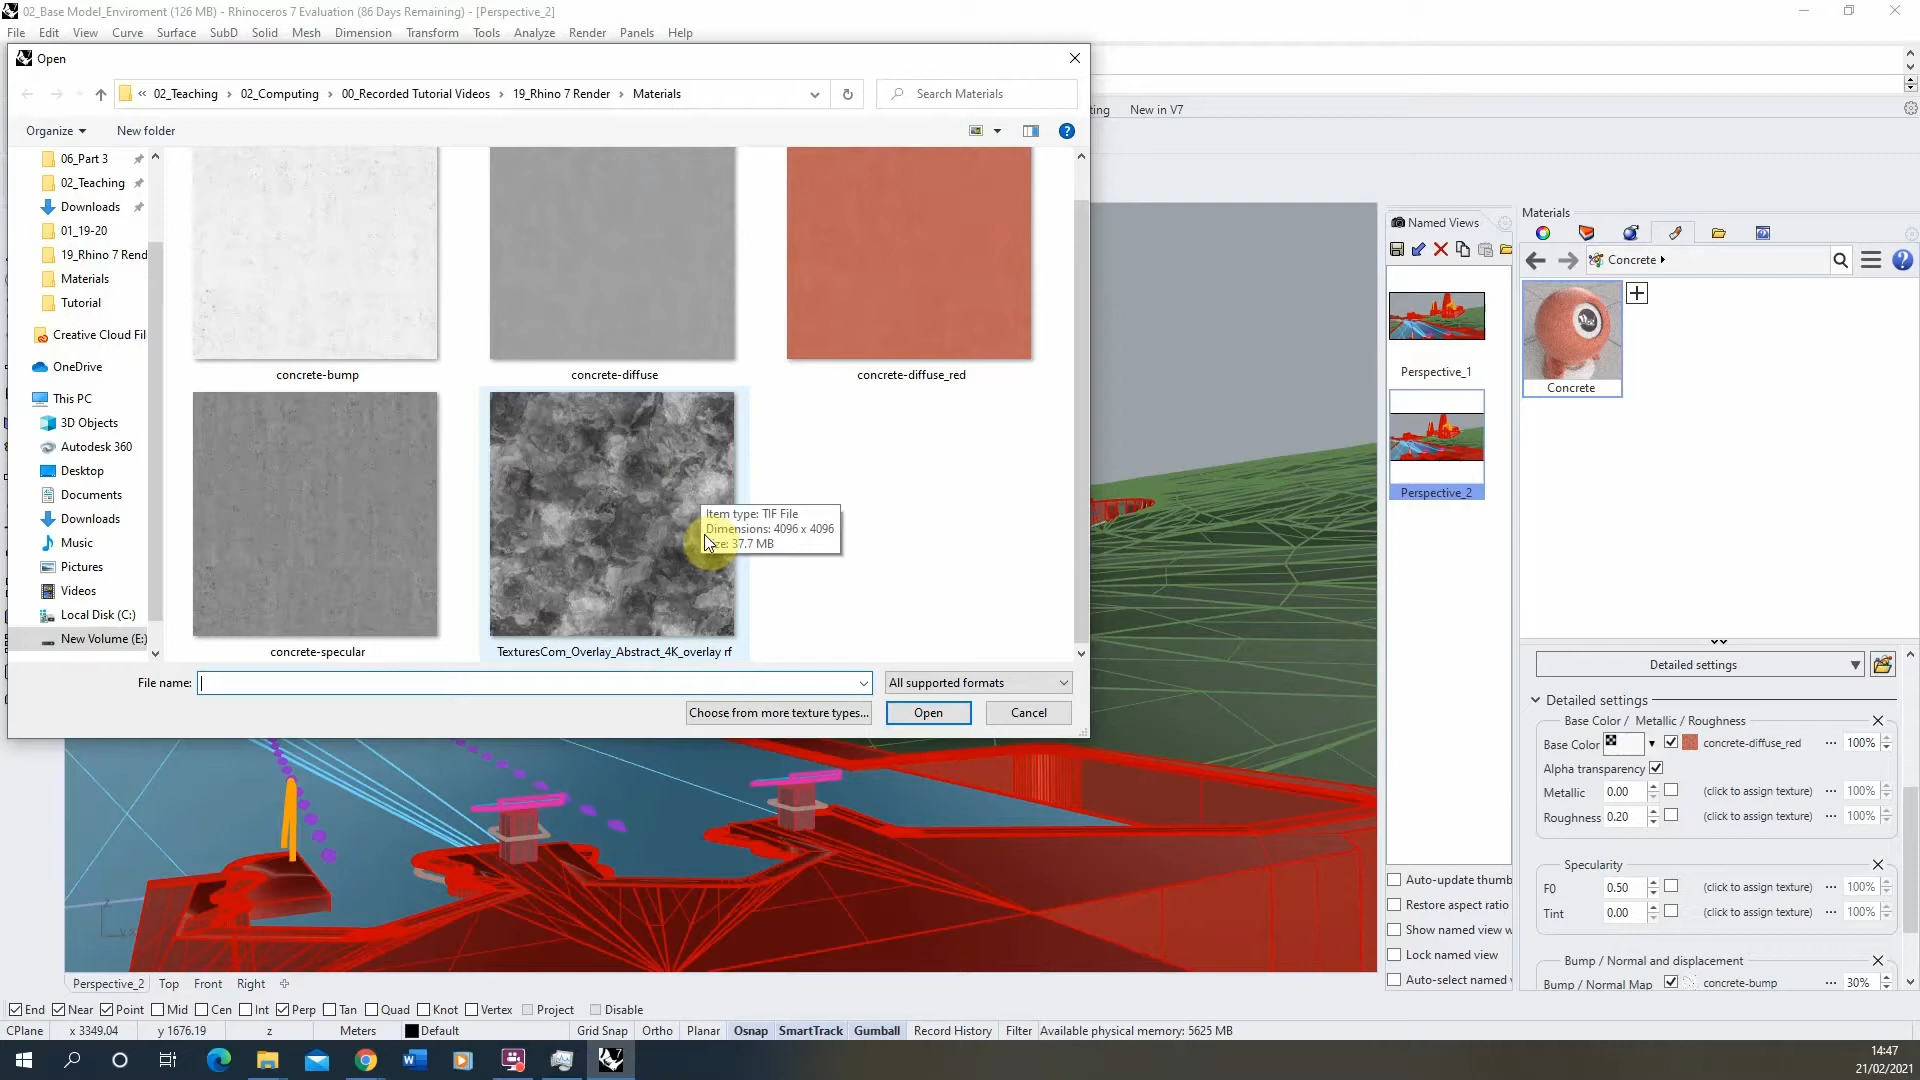 02_Base Model_Enviroment (126 MB) - Rhinoceros 7 Evaluation (86 Days Remaining) - [Perspective_2]
File Edit View Curve Surface SubD Solid Mesh Dimension Transform Tools Analyze Render Panels Help
Open
« 02_Teaching › 02_Computing › 00_Recorded Tutorial Videos › 19_Rhino 7 Render › Materials
Search Materials
ting New in V7
Organize New folder
06_Part 3
02_Teaching
Downloads
01_19-20
19_Rhino 7 Rend
Materials
Tutorial
Creative Cloud Fil
OneDrive
This PC
3D Objects
Autodesk 360
Desktop
Documents
Downloads
Music
Pictures
Videos
Local Disk (C:)
New Volume (E:)
concrete-bump
concrete-diffuse
concrete-diffuse_red
concrete-specular
TexturesCom_Overlay_Abstract_4K_overlay rf
Item type: TIF File
Dimensions: 4096 x 4096
ze: 37.7 MB
File name:
All supported formats
Choose from more texture types...
Open
Cancel
Named Views
Perspective_1
Perspective_2
Auto-update thumb
Restore aspect ratio
Show named view w
Lock named view
Auto-select named
Materials
Concrete
Concrete
Detailed settings
Detailed settings
Base Color / Metallic / Roughness
Base Color concrete-diffuse_red ... 100%
Alpha transparency
Metallic 0.00 (click to assign texture) ... 100%
Roughness 0.20 (click to assign texture) ... 100%
Specularity
F0 0.50 (click to assign texture) ... 100%
Tint 0.00 (click to assign texture) ... 100%
Bump / Normal and displacement
Bump / Normal Map concrete-bump ... 30%
Perspective_2 Top Front Right
End Near Point Mid Cen Int Perp Tan Quad Knot Vertex Project Disable
CPlane x 3349.04 y 1676.19 z Meters Default Grid Snap Ortho Planar Osnap SmartTrack Gumball Record History Filter Available physical memory: 5625 MB
14:47
21/02/2021